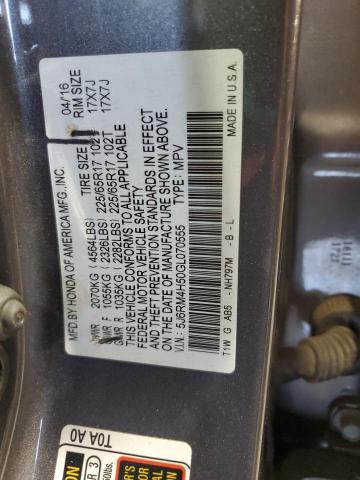 MFD. BY HONDA OF AMERICA MFG., INC. 04/16
TIRE SIZE RIM SIZE
GVWR 2070KG (4564LBS)
GAWR F 1055KG (2326LBS) 225/65R17 102T 17X7J
GAWR R 1035KG (2282LBS) 225/65R17 102T 17X7J
THIS VEHICLE CONFORMS TO ALL APPLICABLE
FEDERAL MOTOR VEHICLE SAFETY
AND THEFT PREVENTION STANDARDS IN EFFECT
ON THE DATE OF MANUFACTURE SHOWN ABOVE.
V.I.N.: 5J6RM4H50GL070555 TYPE: MPV
T1W G AB5 - NH797M - B - L MADE IN U.S.A.
T0A A0